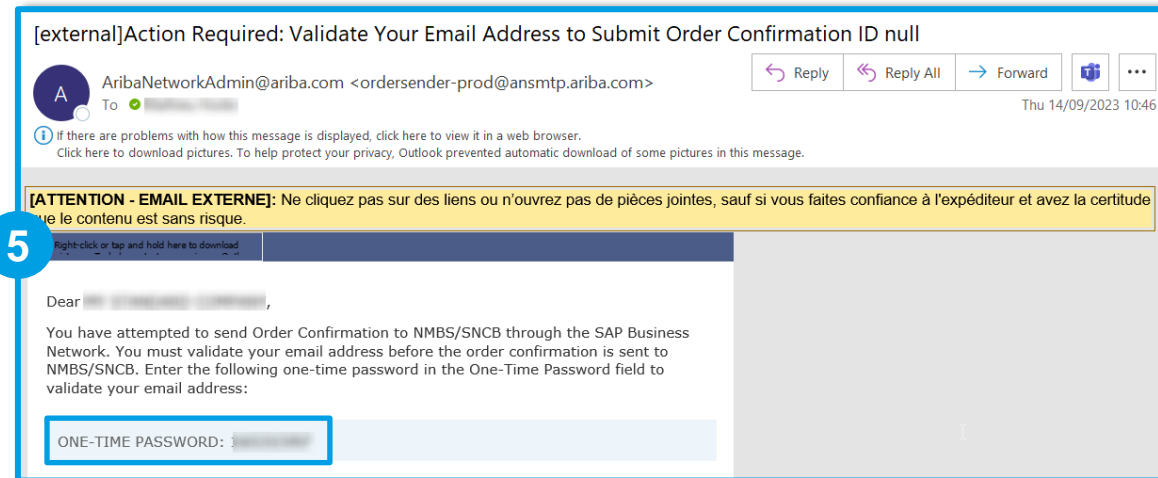 [external]Action Required: Validate Your Email Address to Submit Order Confirmation ID null
A
AribaNetworkAdmin@ariba.com <ordersender-prod@ansmtp.ariba.com>
To
Reply Reply All Forward ...
Thu 14/09/2023 10:46
If there are problems with how this message is displayed, click here to view it in a web browser.
Click here to download pictures. To help protect your privacy, Outlook prevented automatic download of some pictures in this message.
[ATTENTION - EMAIL EXTERNE]: Ne cliquez pas sur des liens ou n'ouvrez pas de pièces jointes, sauf si vous faites confiance à l'expéditeur et avez la certitude
que le contenu est sans risque.
5
Right-click or tap and hold here to download
Dear ,
You have attempted to send Order Confirmation to NMBS/SNCB through the SAP Business
Network. You must validate your email address before the order confirmation is sent to
NMBS/SNCB. Enter the following one-time password in the One-Time Password field to
validate your email address:
ONE-TIME PASSWORD: